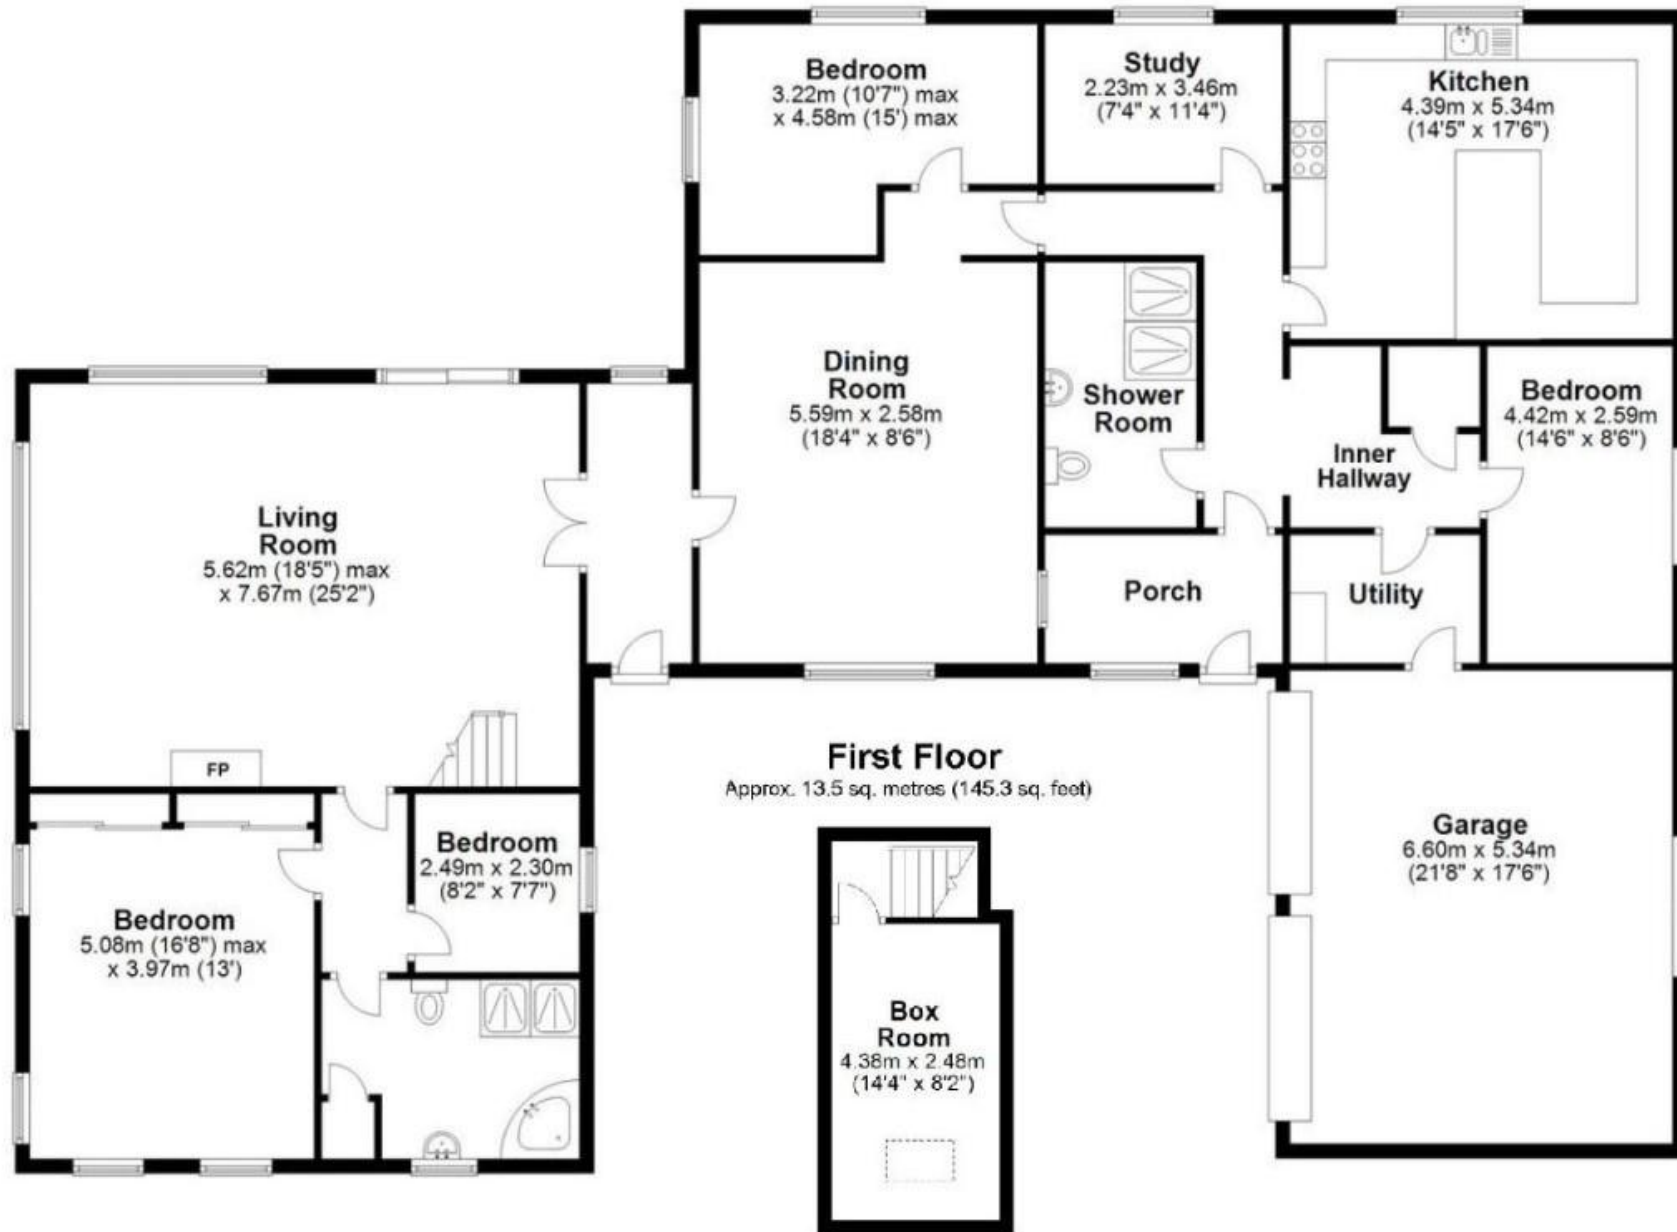 Bedroom
3.22m (10'7") max
x 4.58m (15') max
Study
2.23m x 3.46m
(7'4" x 11'4")
Kitchen
4.39m x 5.34m
(14'5" x 17'6")
Dining
Room
5.59m x 2.58m
(18'4" x 8'6")
Shower
Room
Inner
Hallway
Bedroom
4.42m x 2.59m
(14'6" x 8'6")
Living
Room
5.62m (18'5") max
x 7.67m (25'2")
Porch
Utility
FP
First Floor
Approx. 13.5 sq. metres (145.3 sq. feet)
Bedroom
2.49m x 2.30m
(8'2" x 7'7")
Bedroom
5.08m (16'8") max
x 3.97m (13')
Garage
6.60m x 5.34m
(21'8" x 17'6")
Box
Room
4.38m x 2.48m
(14'4" x 8'2")